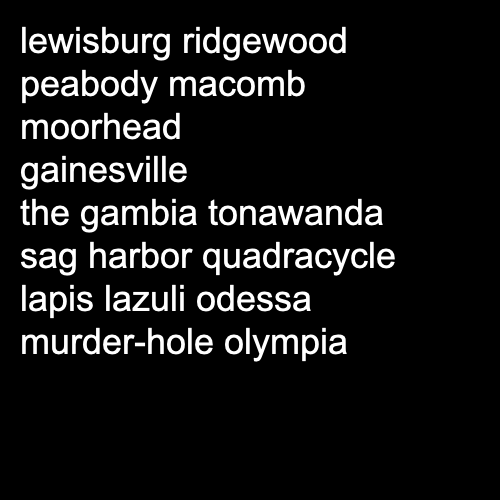 lewisburg ridgewood
peabody macomb
moorhead
gainesville
the gambia tonawanda
sag harbor quadracycle
lapis lazuli odessa
murder-hole olympia